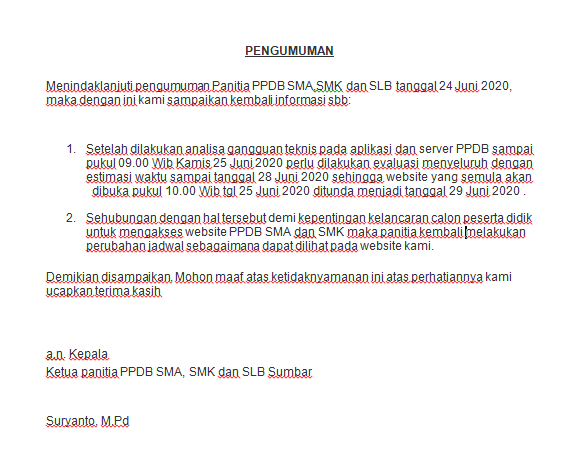 PENGUMUMAN
Menindaklanjuti pengumuman Panitia PPDB SMA,SMK dan SLB tanggal 24 Juni 2020,
maka dengan ini kami sampaikan kembali informasi sbb:
1. Setelah dilakukan analisa gangguan teknis pada aplikasi dan server PPDB sampai
pukul 09.00 Wib Kamis 25 Juni 2020 perlu dilakukan evaluasi menyeluruh dengan
estimasi waktu sampai tanggal 28 Juni 2020 sehingga website yang semula akan
dibuka pukul 10.00 Wib tgl 25 Juni 2020 ditunda menjadi tanggal 29 Juni 2020 .
2. Sehubungan dengan hal tersebut demi kepentingan kelancaran calon peserta didik
untuk mengakses website PPDB SMA dan SMK maka panitia kembali melakukan
perubahan jadwal sebagaimana dapat dilihat pada website kami.
Demikian disampaikan, Mohon maaf atas ketidaknyamanan ini atas perhatiannya kami
ucapkan terima kasih
a.n. Kepala
Ketua panitia PPDB SMA, SMK dan SLB Sumbar
Suryanto, M.Pd